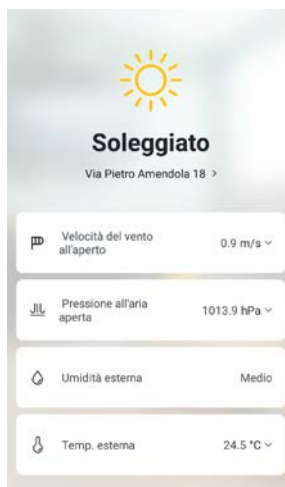 Soleggiato
Via Pietro Amendola 18 >
Velocità del vento
all'aperto
0.9 m/s
Pressione all'aria
aperta
1013.9 hPa
Umidità esterna
Medio
Temp. esterna
24.5 °C